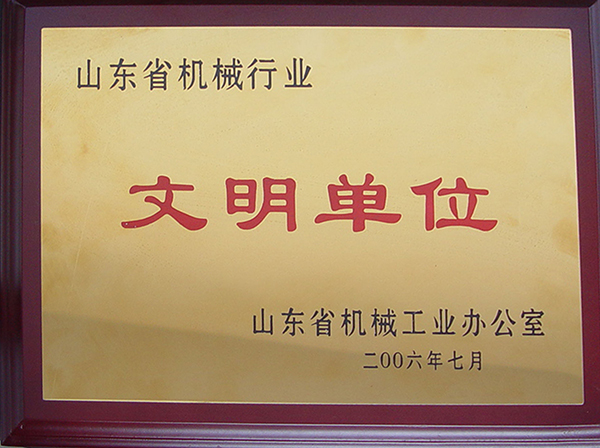 山东省机械行业
文明单位
山东省机械工业办公室
二00六年七月